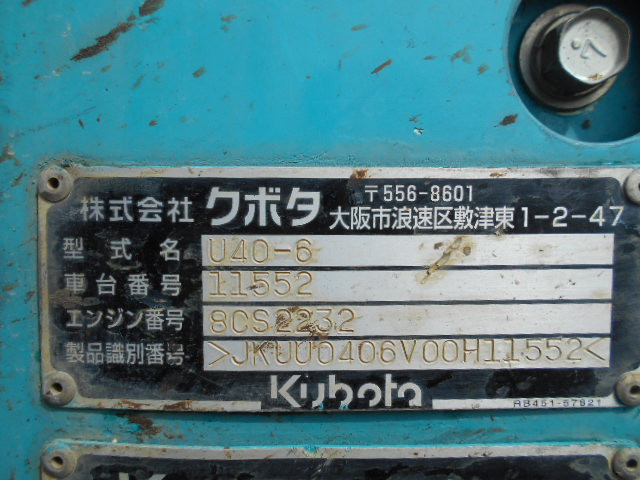 株式会社 クボタ 〒556-8601
大阪市浪速区敷津東1-2-47
型式名 U40-6
車台番号 11552
エンジン番号 8CS2232
製品識別番号 >JKUU0406V00H11552<
Kubota
RB451-57821
7